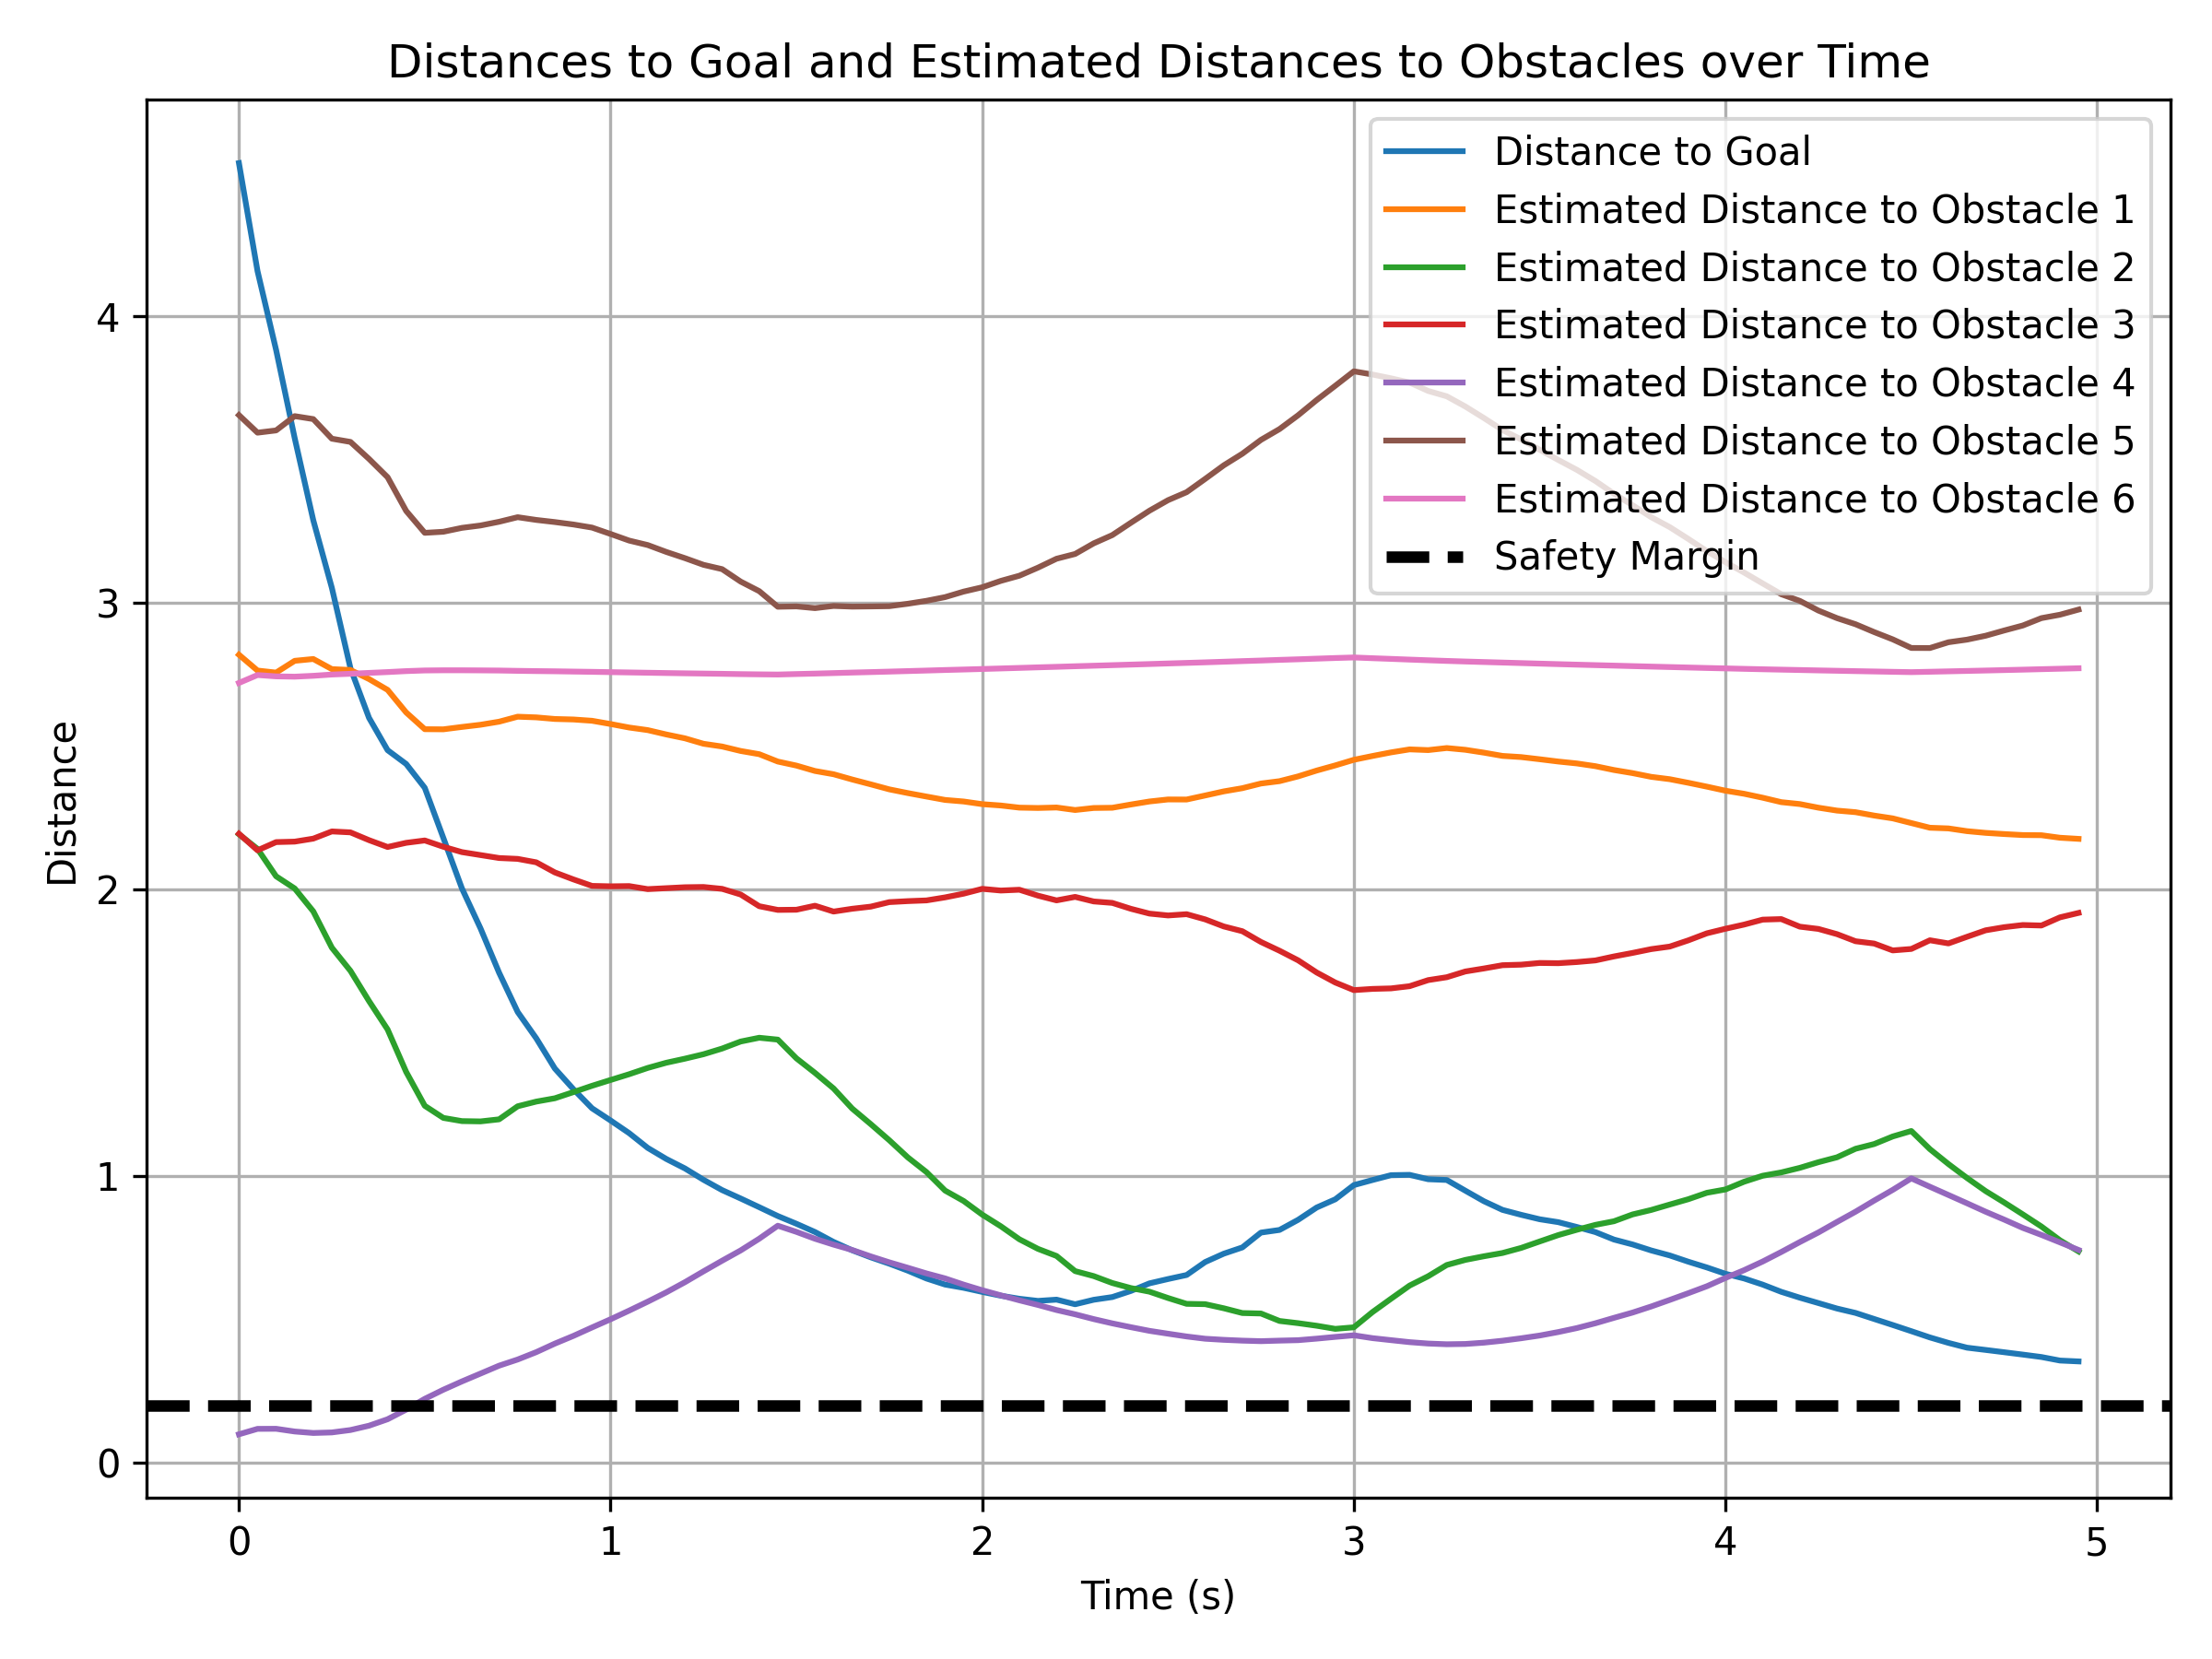 Distances to Goal and Estimated Distances to Obstacles over Time
Distance to Goal
Estimated Distance to Obstacle 1
Estimated Distance to Obstacle 2
Estimated Distance to Obstacle 3
Estimated Distance to Obstacle 4
Estimated Distance to Obstacle 5
Estimated Distance to Obstacle 6
Safety Margin
Distance
4
3
2
1
0
0 1 2 3 4 5
Time (s)